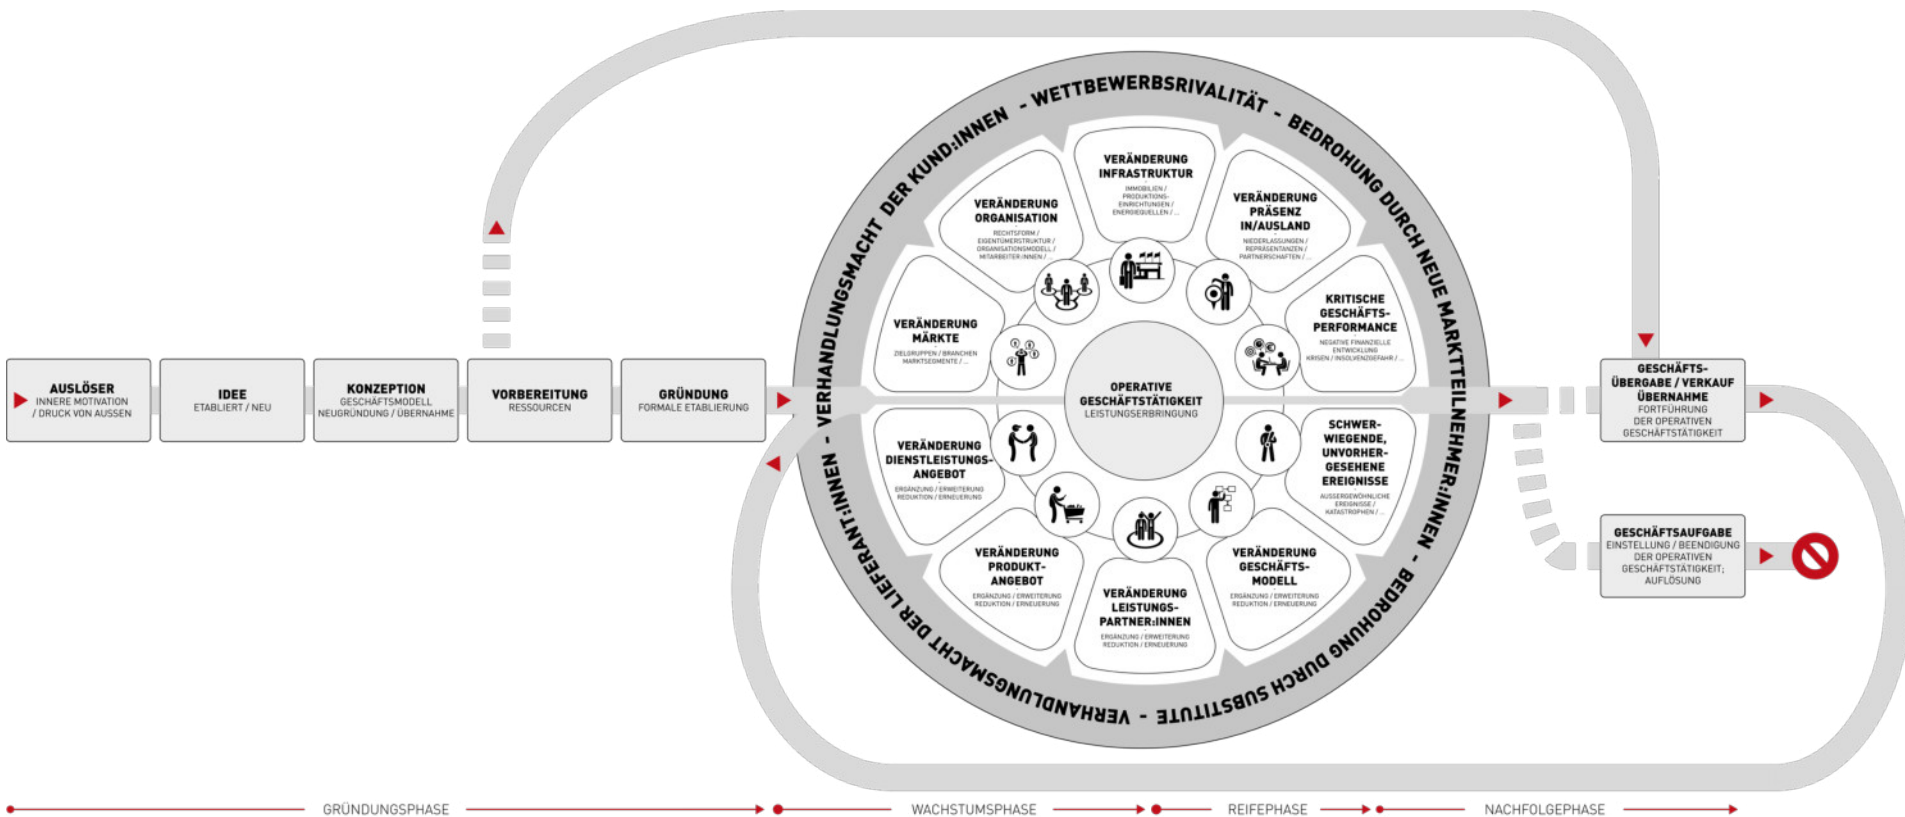 AUSLÖSER
INNERE MOTIVATION
/ DRUCK VON AUSSEN
IDEE
ETABLIERT / NEU
KONZEPTION
GESCHÄFTSMODELL
NEUGRÜNDUNG / ÜBERNAHME
VORBEREITUNG
RESSOURCEN
GRÜNDUNG
FORMALE ETABLIERUNG
VERHANDLUNGSMACHT DER KUND:INNEN - WETTBEWERBSRIVALITÄT - BEDROHUNG DURCH NEUE MARKTTEILNEHMER:INNEN - BEDROHUNG DURCH SUBSTITUTE - VERHANDLUNGSMACHT DER LIEFERANT:INNEN -
VERÄNDERUNG
INFRASTRUKTUR
IMMOBILIEN /
PRODUKTIONS-
EINRICHTUNGEN /
ENERGIEQUELLEN / ...
VERÄNDERUNG
PRÄSENZ
IN/AUSLAND
NIEDERLASSUNGEN /
REPRÄSENTANZEN /
PARTNERSCHAFTEN / ...
KRITISCHE
GESCHÄFTS-
PERFORMANCE
NEGATIVE FINANZIELLE
ENTWICKLUNG
KRISEN / INSOLVENZGEFAHR / ...
SCHWER-
WIEGENDE,
UNVORHER-
GESEHENE
EREIGNISSE
AUSSERGEWÖHNLICHE
EREIGNISSE /
KATASTROPHEN / ...
VERÄNDERUNG
GESCHÄFTS-
MODELL
ERGÄNZUNG / ERWEITERUNG
REDUKTION / ERNEUERUNG
VERÄNDERUNG
LEISTUNGS-
PARTNER:INNEN
ERGÄNZUNG / ERWEITERUNG
REDUKTION / ERNEUERUNG
VERÄNDERUNG
PRODUKT-
ANGEBOT
ERGÄNZUNG / ERWEITERUNG
REDUKTION / ERNEUERUNG
VERÄNDERUNG
DIENSTLEISTUNGS-
ANGEBOT
ERGÄNZUNG / ERWEITERUNG
REDUKTION / ERNEUERUNG
VERÄNDERUNG
MÄRKTE
ZIELGRUPPEN / BRANCHEN
MARKTSEGMENTE / ...
VERÄNDERUNG
ORGANISATION
RECHTSFORM /
EIGENTÜMERSTRUKTUR /
ORGANISATIONSMODELL /
MITARBEITER:INNEN / ...
OPERATIVE
GESCHÄFTSTÄTIGKEIT
LEISTUNGSERBRINGUNG
GESCHÄFTS-
ÜBERGABE / VERKAUF
ÜBERNAHME
FORTFÜHRUNG
DER OPERATIVEN
GESCHÄFTSTÄTIGKEIT
GESCHÄFTSAUFGABE
EINSTELLUNG / BEENDIGUNG
DER OPERATIVEN
GESCHÄFTSTÄTIGKEIT;
AUFLÖSUNG
GRÜNDUNGSPHASE
WACHSTUMSPHASE
REIFEPHASE
NACHFOLGEPHASE